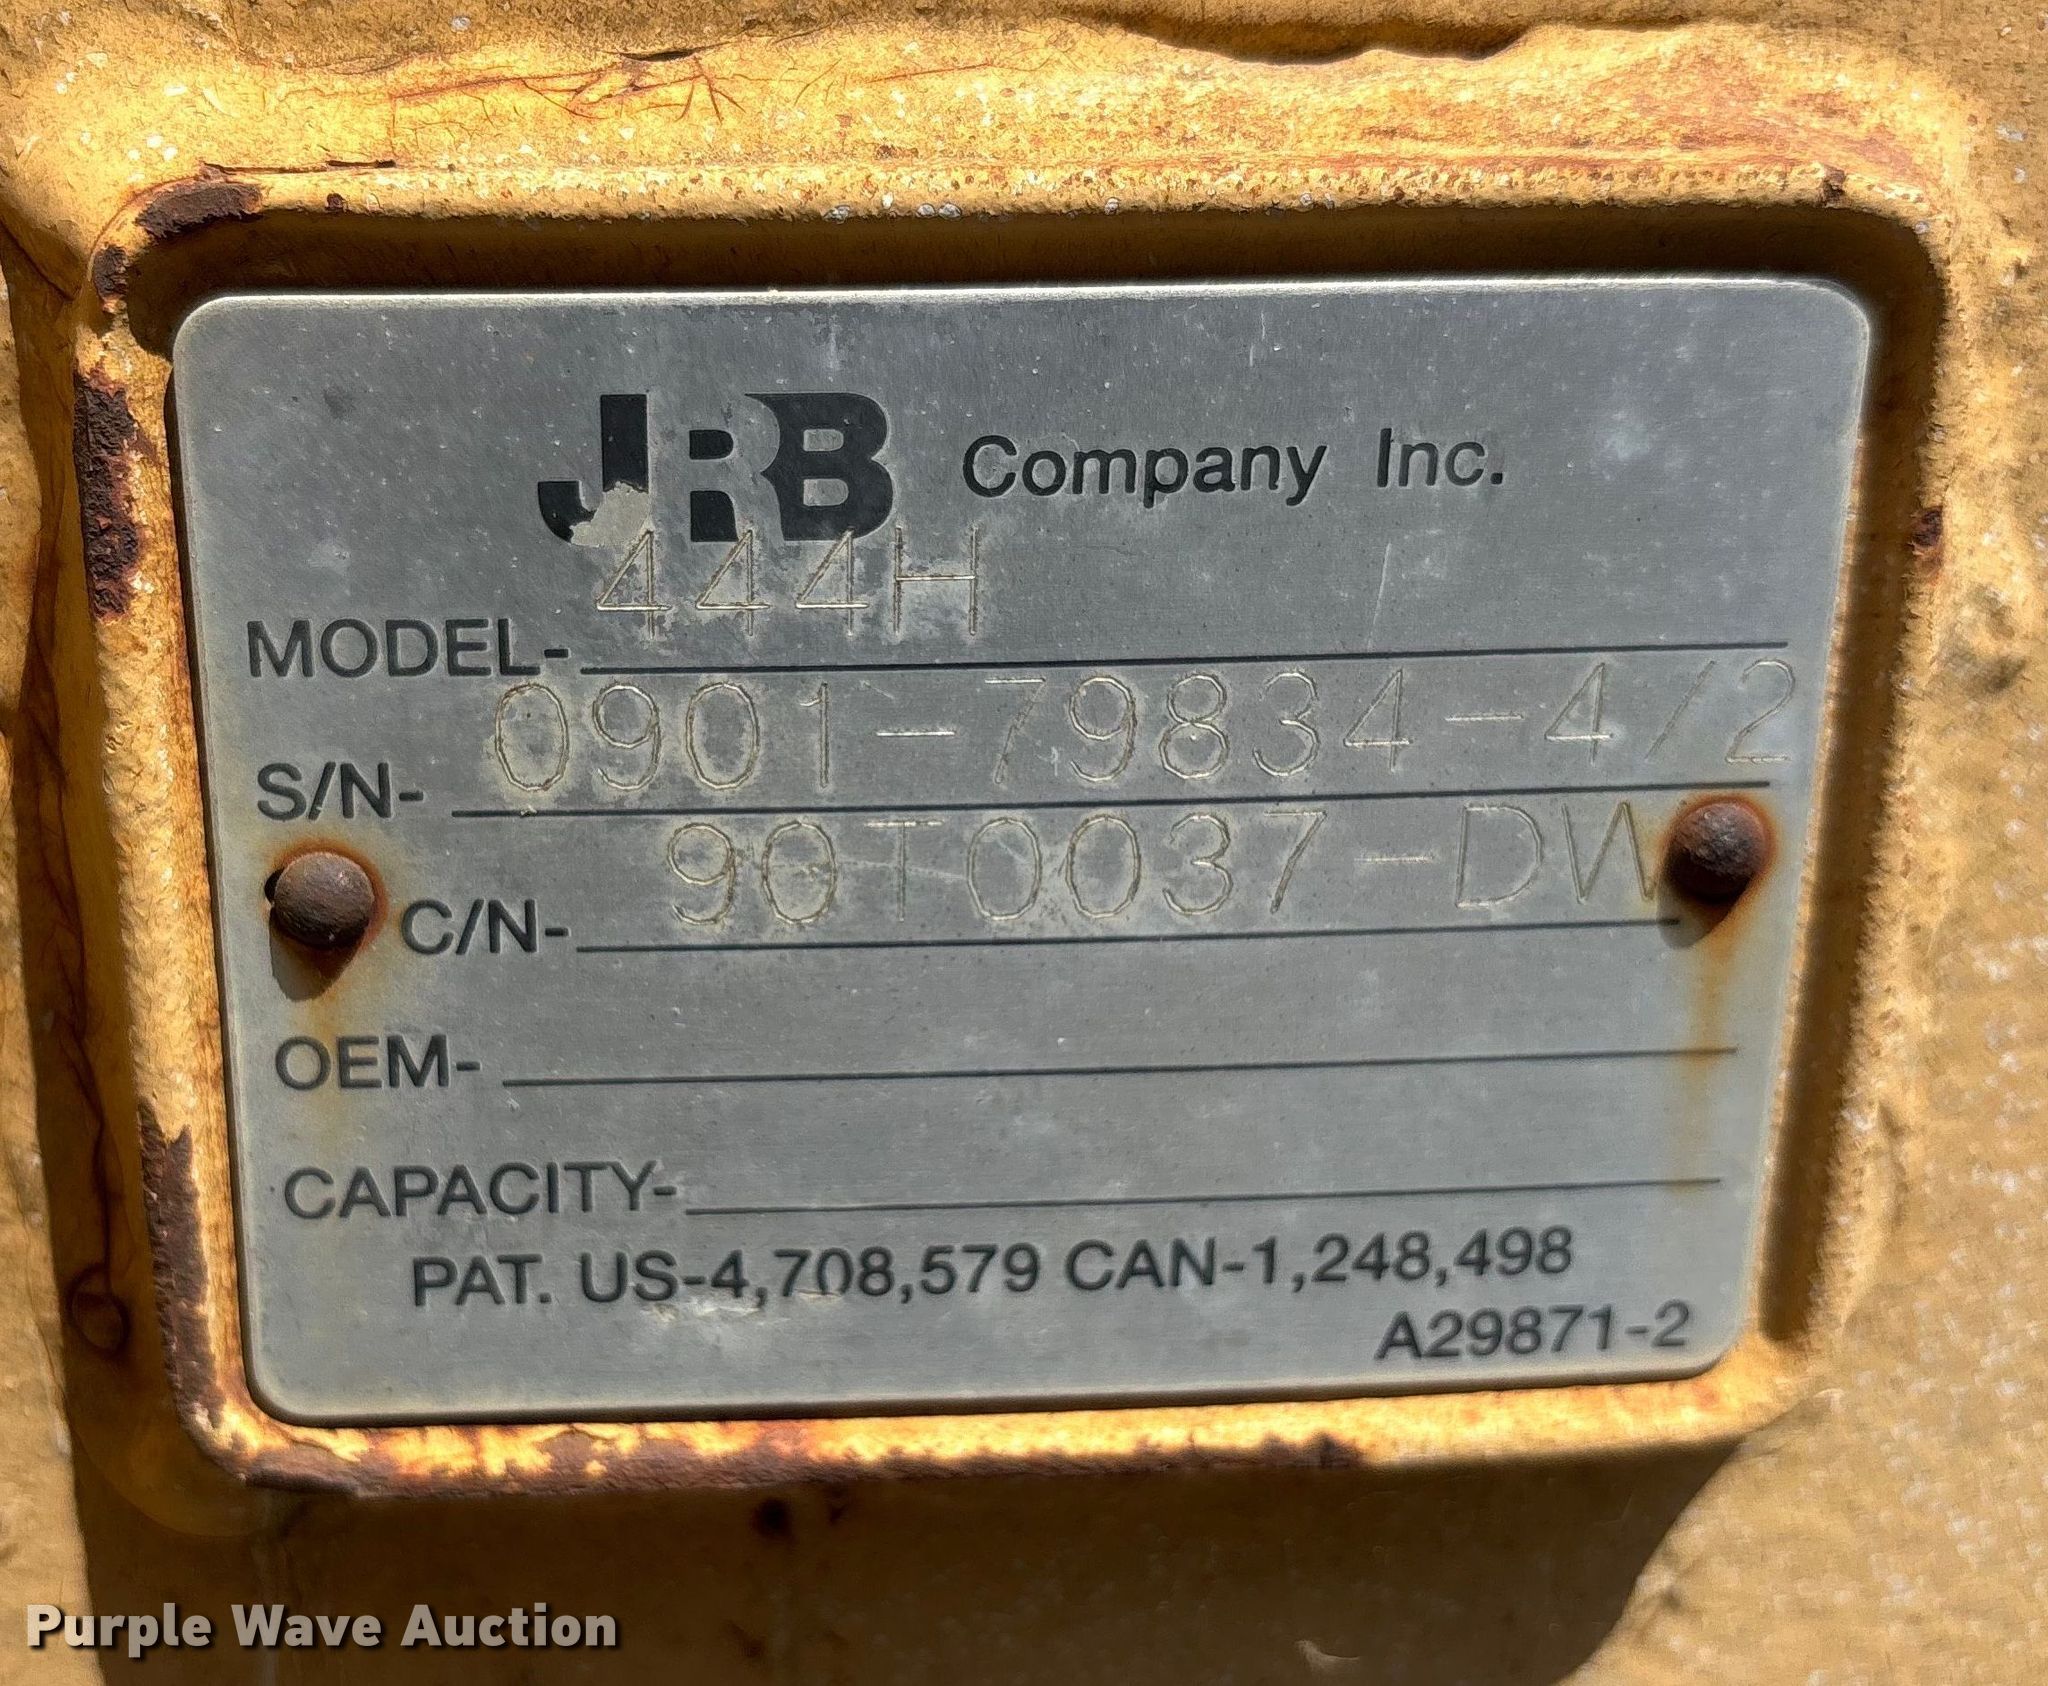 JRB Company Inc.
MODEL- 444H
S/N- 0901-79834-4/2
C/N- 90T0037-DW
OEM-
CAPACITY-
PAT. US-4,708,579 CAN-1,248,498
A29871-2
Purple Wave Auction